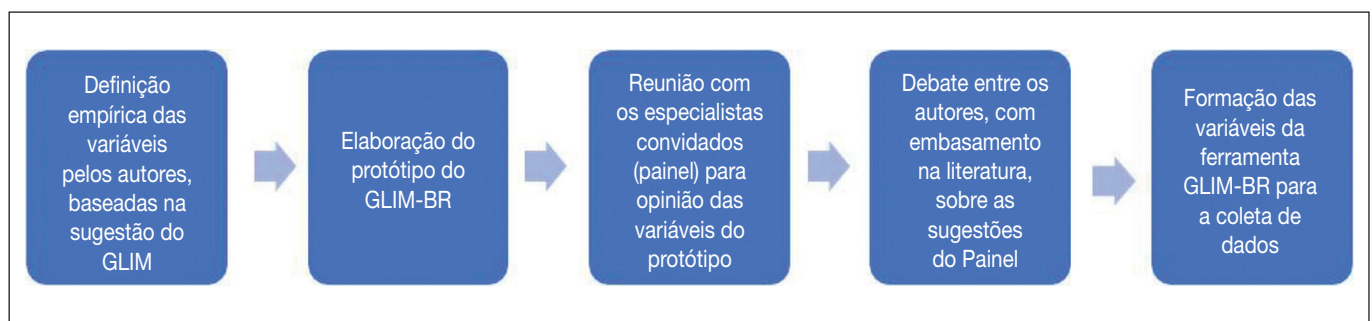 Definição
empírica das
variáveis
pelos autores,
baseadas na
sugestão do
GLIM
Elaboração do
protótipo do
GLIM-BR
Reunião com
os especialistas
convidados
(painel) para
opinião das
variáveis do
protótipo
Debate entre os
autores, com
embasamento
na literatura,
sobre as
sugestões
do Painel
Formação das
variáveis da
ferramenta
GLIM-BR para
a coleta de
dados